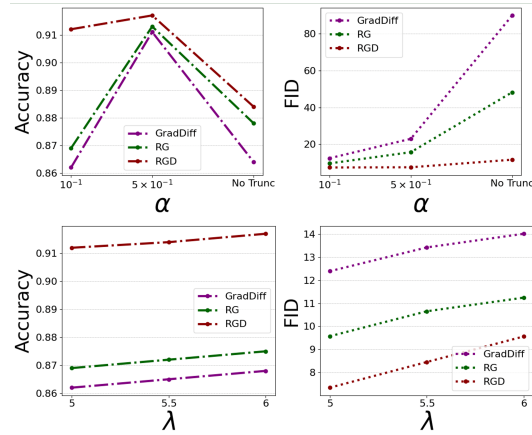 Accuracy
0.91
0.90
0.89
0.88
0.87
0.86
GradDiff
RG
RGD
10⁻¹
5 × 10⁻¹
No Trunc
α
FID
80
60
40
20
GradDiff
RG
RGD
10⁻¹
5 × 10⁻¹
No Trunc
α
Accuracy
0.91
0.90
0.89
0.88
0.87
0.86
GradDiff
RG
RGD
5
5.5
6
λ
FID
14
13
12
11
10
9
8
GradDiff
RG
RGD
5
5.5
6
λ